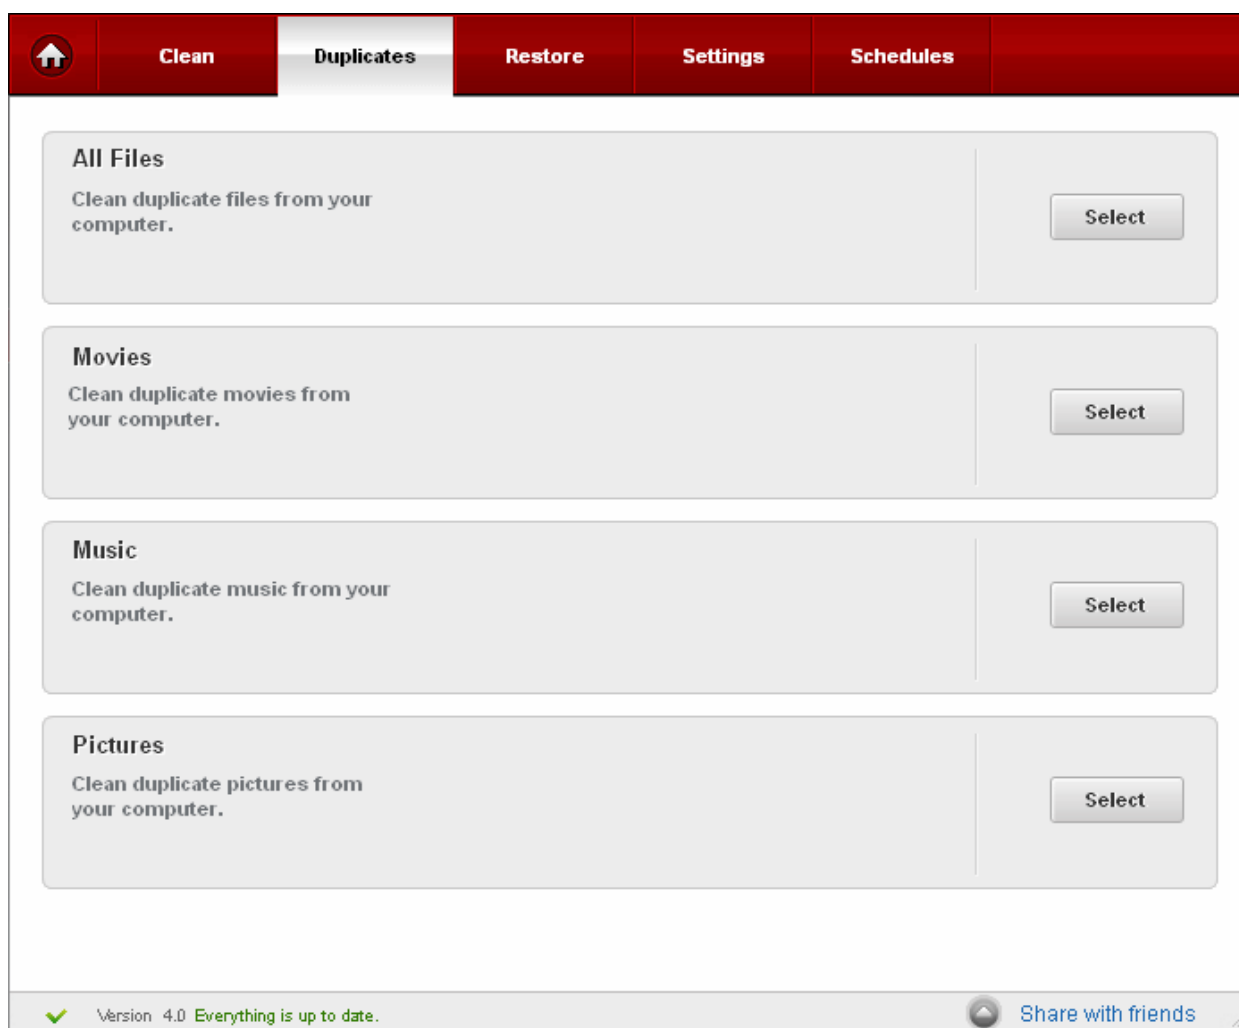 Clean
Duplicates
Restore
Settings
Schedules
All Files
Clean duplicate files from your
computer.
Select
Movies
Clean duplicate movies from
your computer.
Select
Music
Clean duplicate music from your
computer.
Select
Pictures
Clean duplicate pictures from
your computer.
Select
Version 4.0 Everything is up to date.
Share with friends